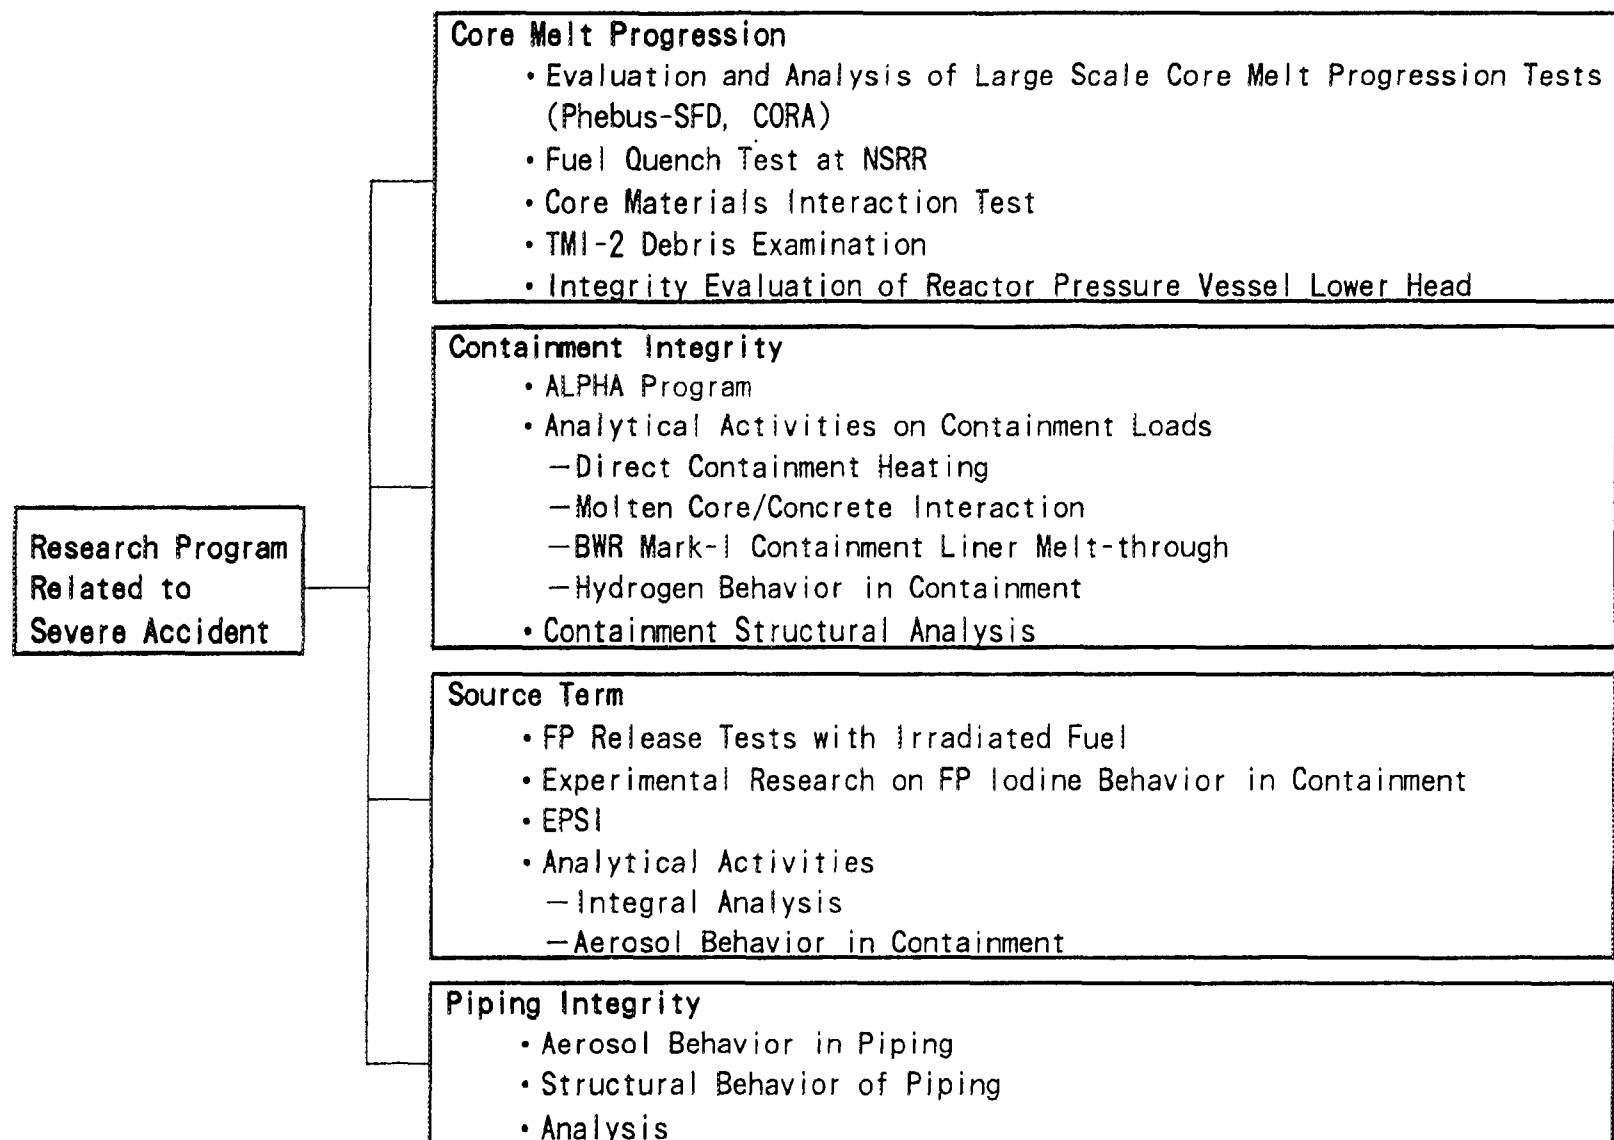 Research Program
Related to
Severe Accident
Core Melt Progression
・Evaluation and Analysis of Large Scale Core Melt Progression Tests
(Phebus-SFD, CORA)
・Fuel Quench Test at NSRR
・Core Materials Interaction Test
・TMI-2 Debris Examination
・Integrity Evaluation of Reactor Pressure Vessel Lower Head
Containment Integrity
・ALPHA Program
・Analytical Activities on Containment Loads
—Direct Containment Heating
—Molten Core/Concrete Interaction
—BWR Mark-I Containment Liner Melt-through
—Hydrogen Behavior in Containment
・Containment Structural Analysis
Source Term
・FP Release Tests with Irradiated Fuel
・Experimental Research on FP Iodine Behavior in Containment
・EPSI
・Analytical Activities
—Integral Analysis
—Aerosol Behavior in Containment
Piping Integrity
・Aerosol Behavior in Piping
・Structural Behavior of Piping
・Analysis